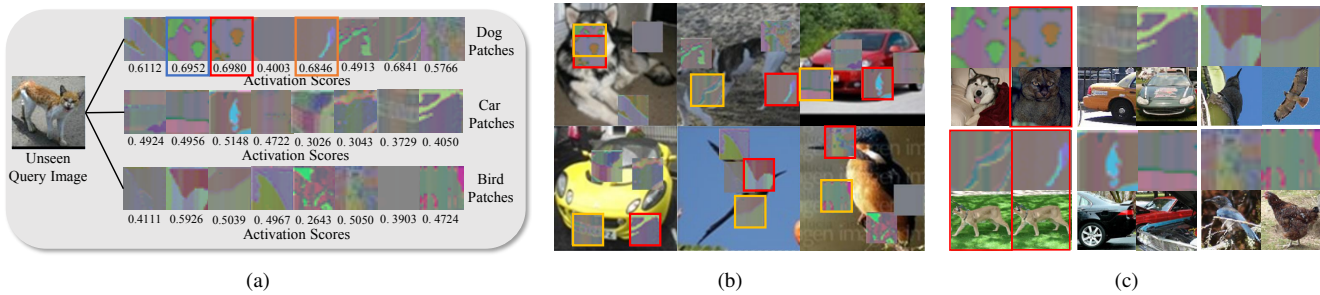 Dog
Patches
0.6112 0.6952 0.6980 0.4003 0.6846 0.4913 0.6841 0.5766
Activation Scores
Car
Patches
0. 4924 0.4956 0.5148 0.4722 0.3026 0.3043 0.3729 0.4050
Activation Scores
Unseen
Query Image
Bird
Patches
0.4111 0.5926 0.5039 0.4967 0.2643 0.5050 0.3903 0.4724
Activation Scores
gen imag
(a)
(b)
(c)